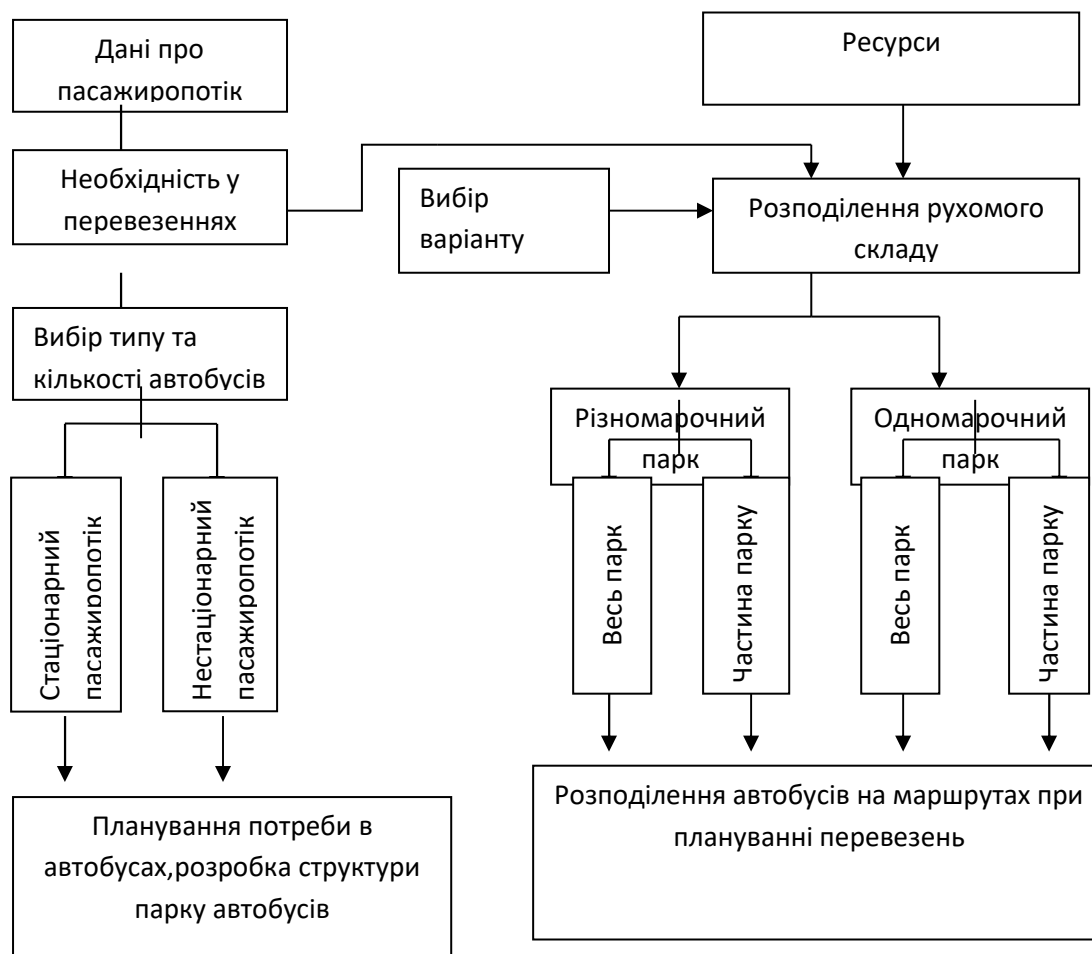 Дані про
пасажиропотік
Ресурси
Необхідність у
перевезеннях
Вибір
варіанту
Розподілення рухомого
складу
Вибір типу та
кількості автобусів
Різномарочний
парк
Одномарочний
парк
Стаціонарний
пасажиропотік
Нестаціонарний
пасажиропотік
Весь парк
Частина парку
Весь парк
Частина парку
Планування потреби в
автобусах,розробка структури
парку автобусів
Розподілення автобусів на маршрутах при
плануванні перевезень